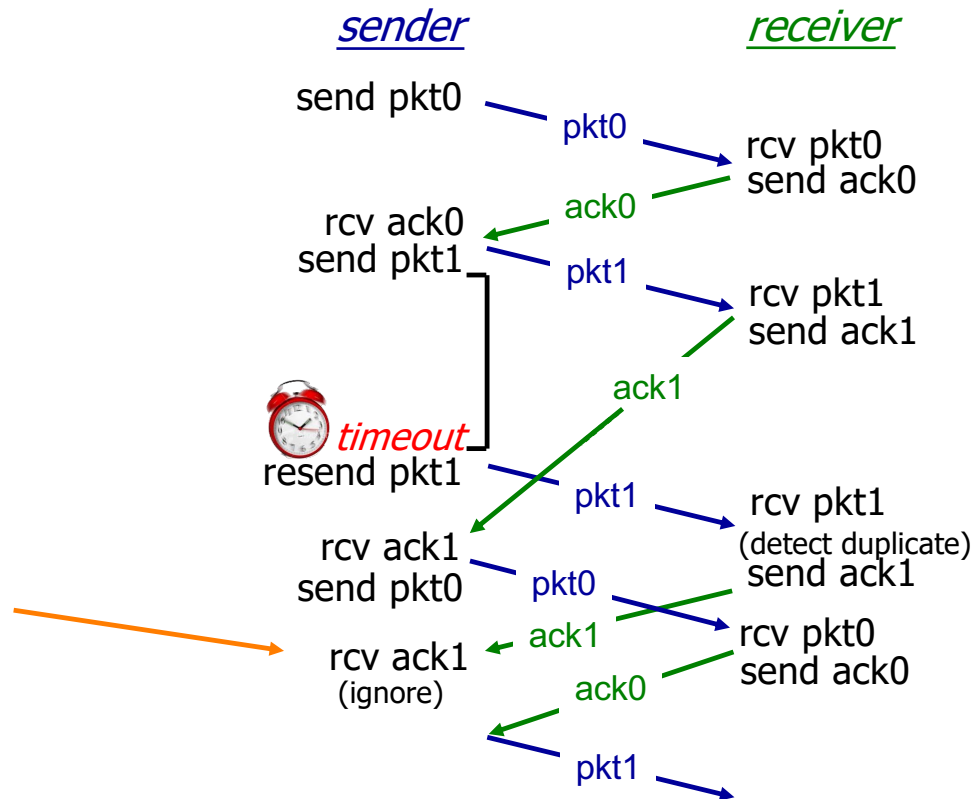 sender
receiver
send pkt0
pkt0
rcv pkt0
send ack0
ack0
rcv ack0
send pkt1
pkt1
rcv pkt1
send ack1
ack1
timeout
resend pkt1
pkt1
rcv pkt1
(detect duplicate)
send ack1
rcv ack1
send pkt0
pkt0
ack1
rcv pkt0
send ack0
rcv ack1
(ignore)
ack0
pkt1